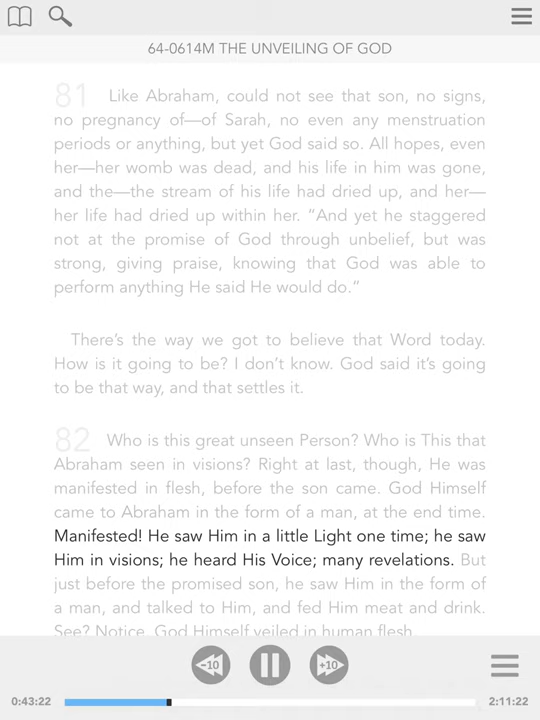 64-0614M THE UNVEILING OF GOD
81 Like Abraham, could not see that son, no signs,
no pregnancy of—of Sarah, no even any menstruation
periods or anything, but yet God said so. All hopes, even
her—her womb was dead, and his life in him was gone,
and the—the stream of his life had dried up, and her—
her life had dried up within her. “And yet he staggered
not at the promise of God through unbelief, but was
strong, giving praise, knowing that God was able to
perform anything He said He would do.”
There’s the way we got to believe that Word today.
How is it going to be? I don’t know. God said it’s going
to be that way, and that settles it.
82 Who is this great unseen Person? Who is This that
Abraham seen in visions? Right at last, though, He was
manifested in flesh, before the son came. God Himself
came to Abraham in the form of a man, at the end time.
Manifested! He saw Him in a little Light one time; he saw
Him in visions; he heard His Voice; many revelations. But
just before the promised son, he saw Him in the form of
a man, and talked to Him, and fed Him meat and drink.
See? Notice, God Himself veiled in human flesh.
-10
+10
0:43:22
2:11:22